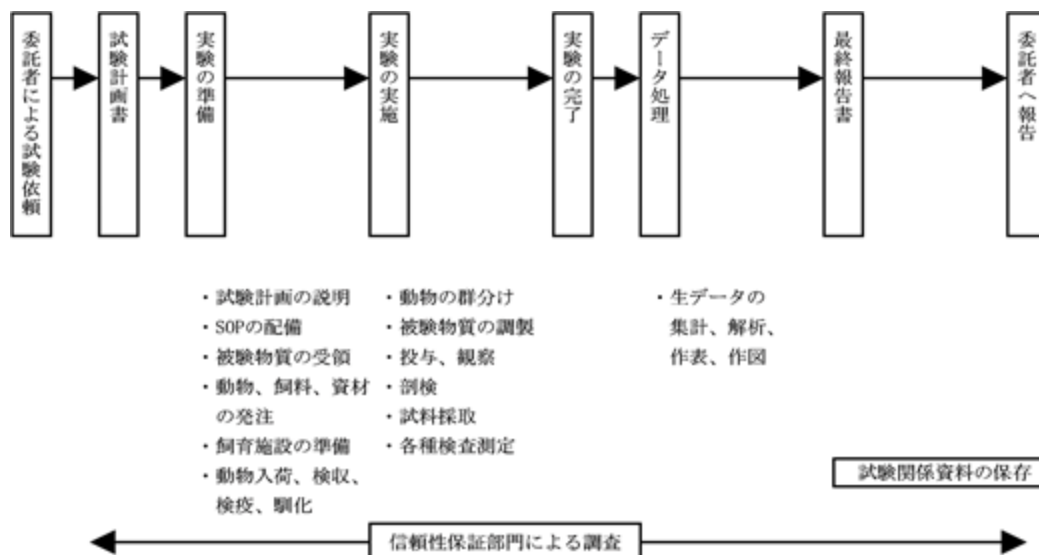 委託者による試験依頼
試験計画書
実験の準備
実験の実施
実験の完了
データ処理
最終報告書
委託者へ報告
・試験計画の説明
・SOPの配備
・被験物質の受領
・動物、飼料、資材
の発注
・飼育施設の準備
・動物入荷、検収、
検疫、馴化
・動物の群分け
・被験物質の調製
・投与、観察
・剖検
・試料採取
・各種検査測定
・生データの
集計、解析、
作表、作図
試験関係資料の保存
信頼性保証部門による調査